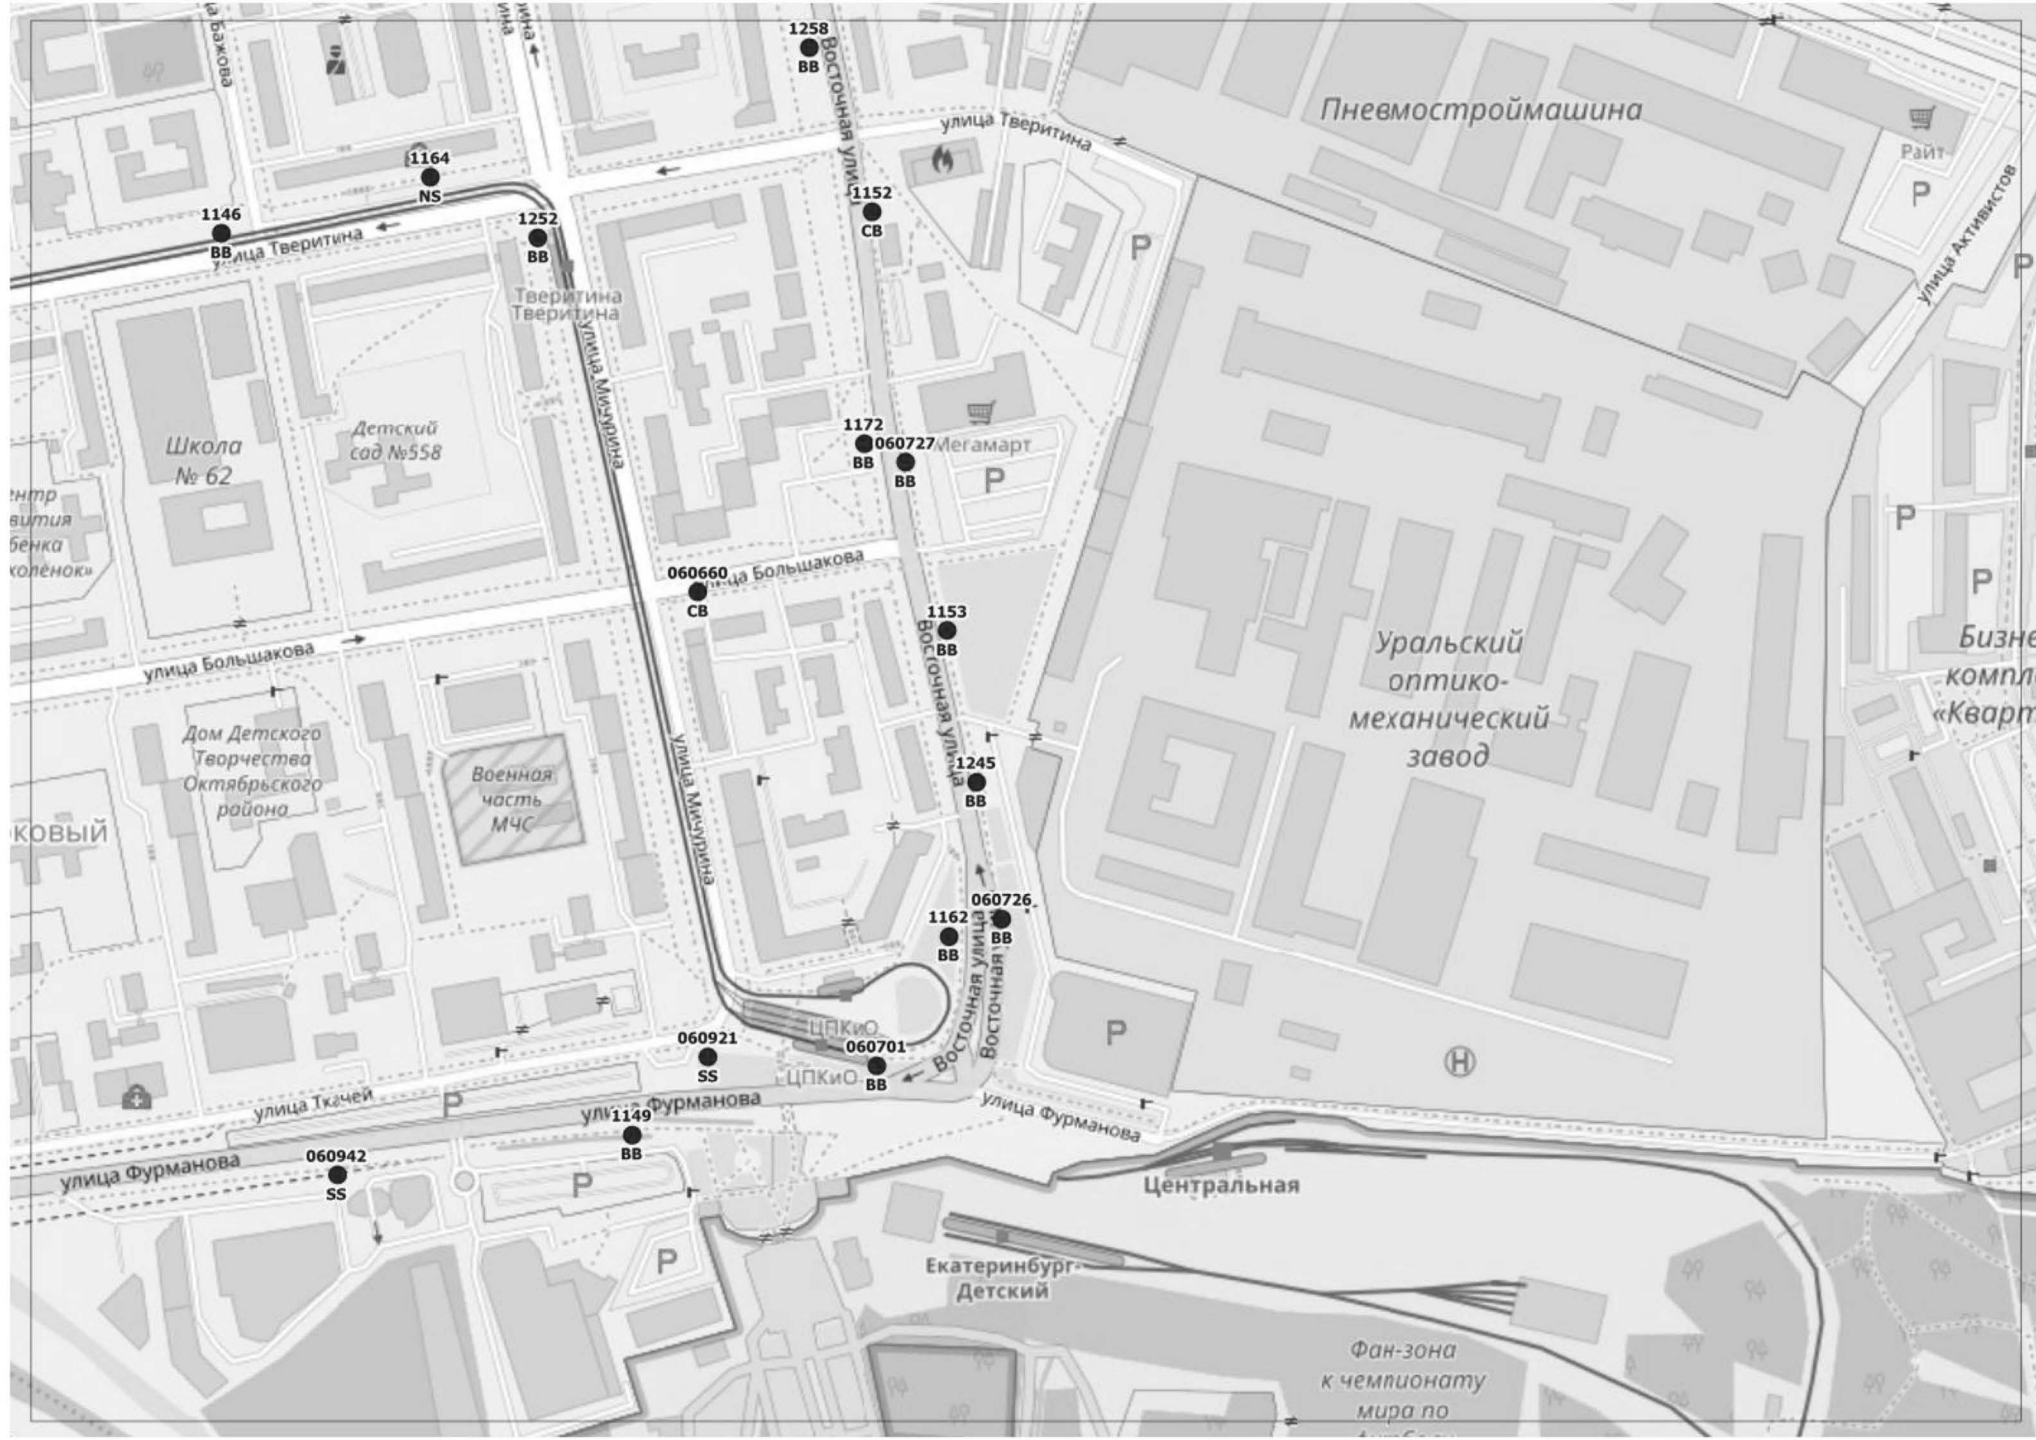 1258
BB
Восточная улица
улица Тверитина
Пневмостроймашина
Райт
P
улица Активистов
P
1164
NS
1146
BB
улица Тверитина
1252
BB
1152
CB
P
Тверитина
Тверитина
улица Мичурина
Школа
№ 62
Детский
сад №558
1172
BB
060727
BB
Мегамарт
P
P
060660
CB
улица Большакова
P
1153
BB
Восточная улица
улица Большакова
Уральский
оптико-
механический
завод
Дом Детского
Творчества
Октябрьского
района
Военная
часть
МЧС
улица Мичурина
1245
BB
060726
BB
1162
BB
Восточная улица
Восточная
ЦПКиО
060921
SS
060701
BB
ЦПКиО
P
H
улица Ткачей
P
улица Фурманова
улица Фурманова
1149
BB
060942
SS
улица Фурманова
P
Центральная
P
Екатеринбург-
Детский
Фан-зона
к чемпионату
мира по